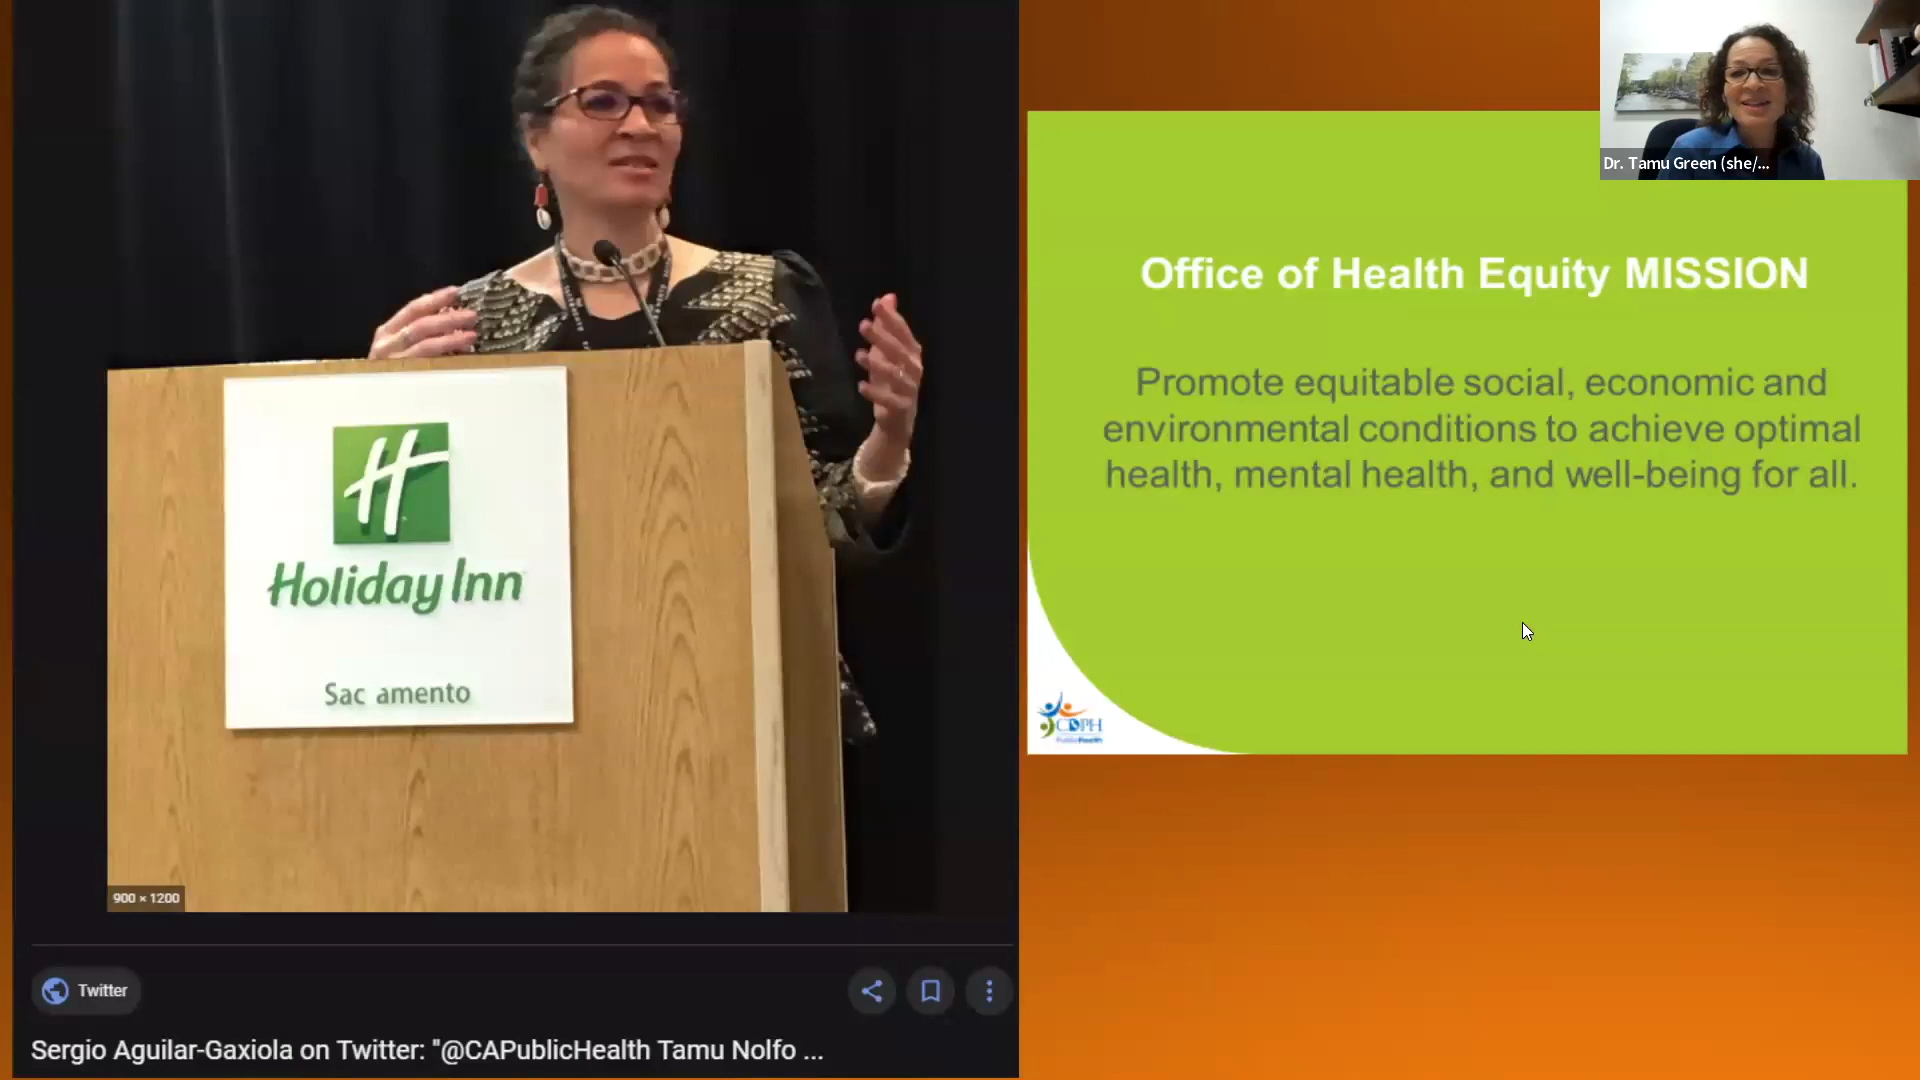 Holiday Inn
Sac amento
900 × 1200
Twitter
Sergio Aguilar-Gaxiola on Twitter: "@CAPublicHealth Tamu Nolfo ...
Office of Health Equity MISSION
Promote equitable social, economic and
environmental conditions to achieve optimal
health, mental health, and well-being for all.
CDPH
PublicHealth
Dr. Tamu Green (she/...